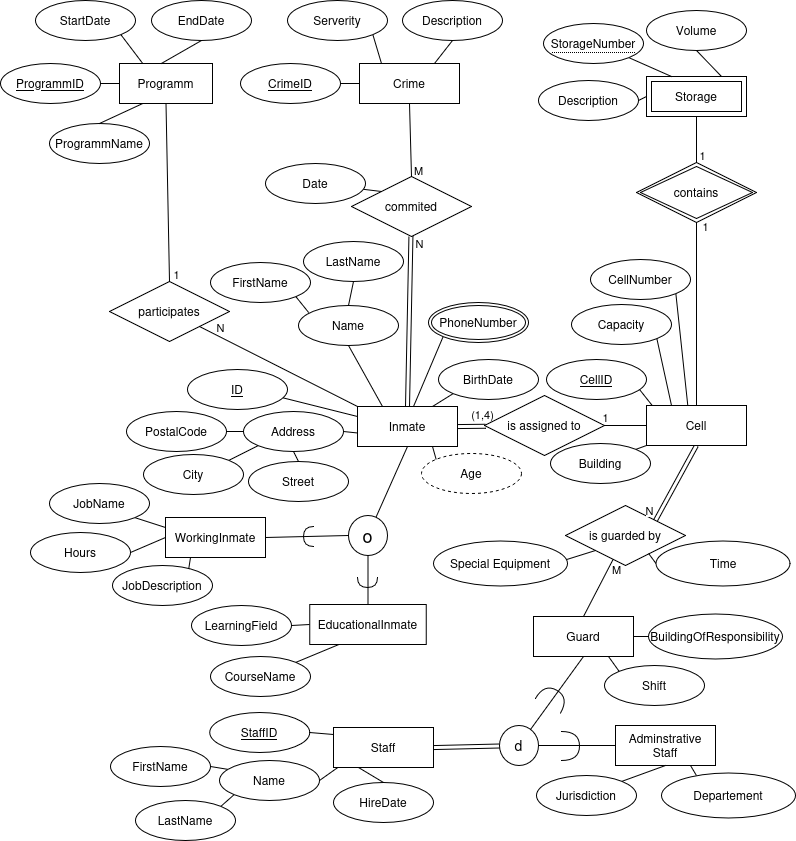 StartDate
EndDate
Serverity
Description
Volume
StorageNumber
ProgrammID
Programm
CrimeID
Crime
Storage
Description
ProgrammName
1
M
Date
contains
commited
1
N
CellNumber
LastName
FirstName
1
participates
N
Name
PhoneNumber
Capacity
BirthDate
CellID
ID
(1,4)
1
PostalCode
Address
Inmate
is assigned to
Cell
City
Street
Age
Building
JobName
N
WorkingInmate
o
is guarded by
Hours
Special Equipment
Time
M
JobDescription
LearningField
EducationalInmate
Guard
BuildingOfResponsibility
CourseName
Shift
StaffID
Staff
d
Adminstrative
Staff
FirstName
Name
HireDate
Jurisdiction
Departement
LastName